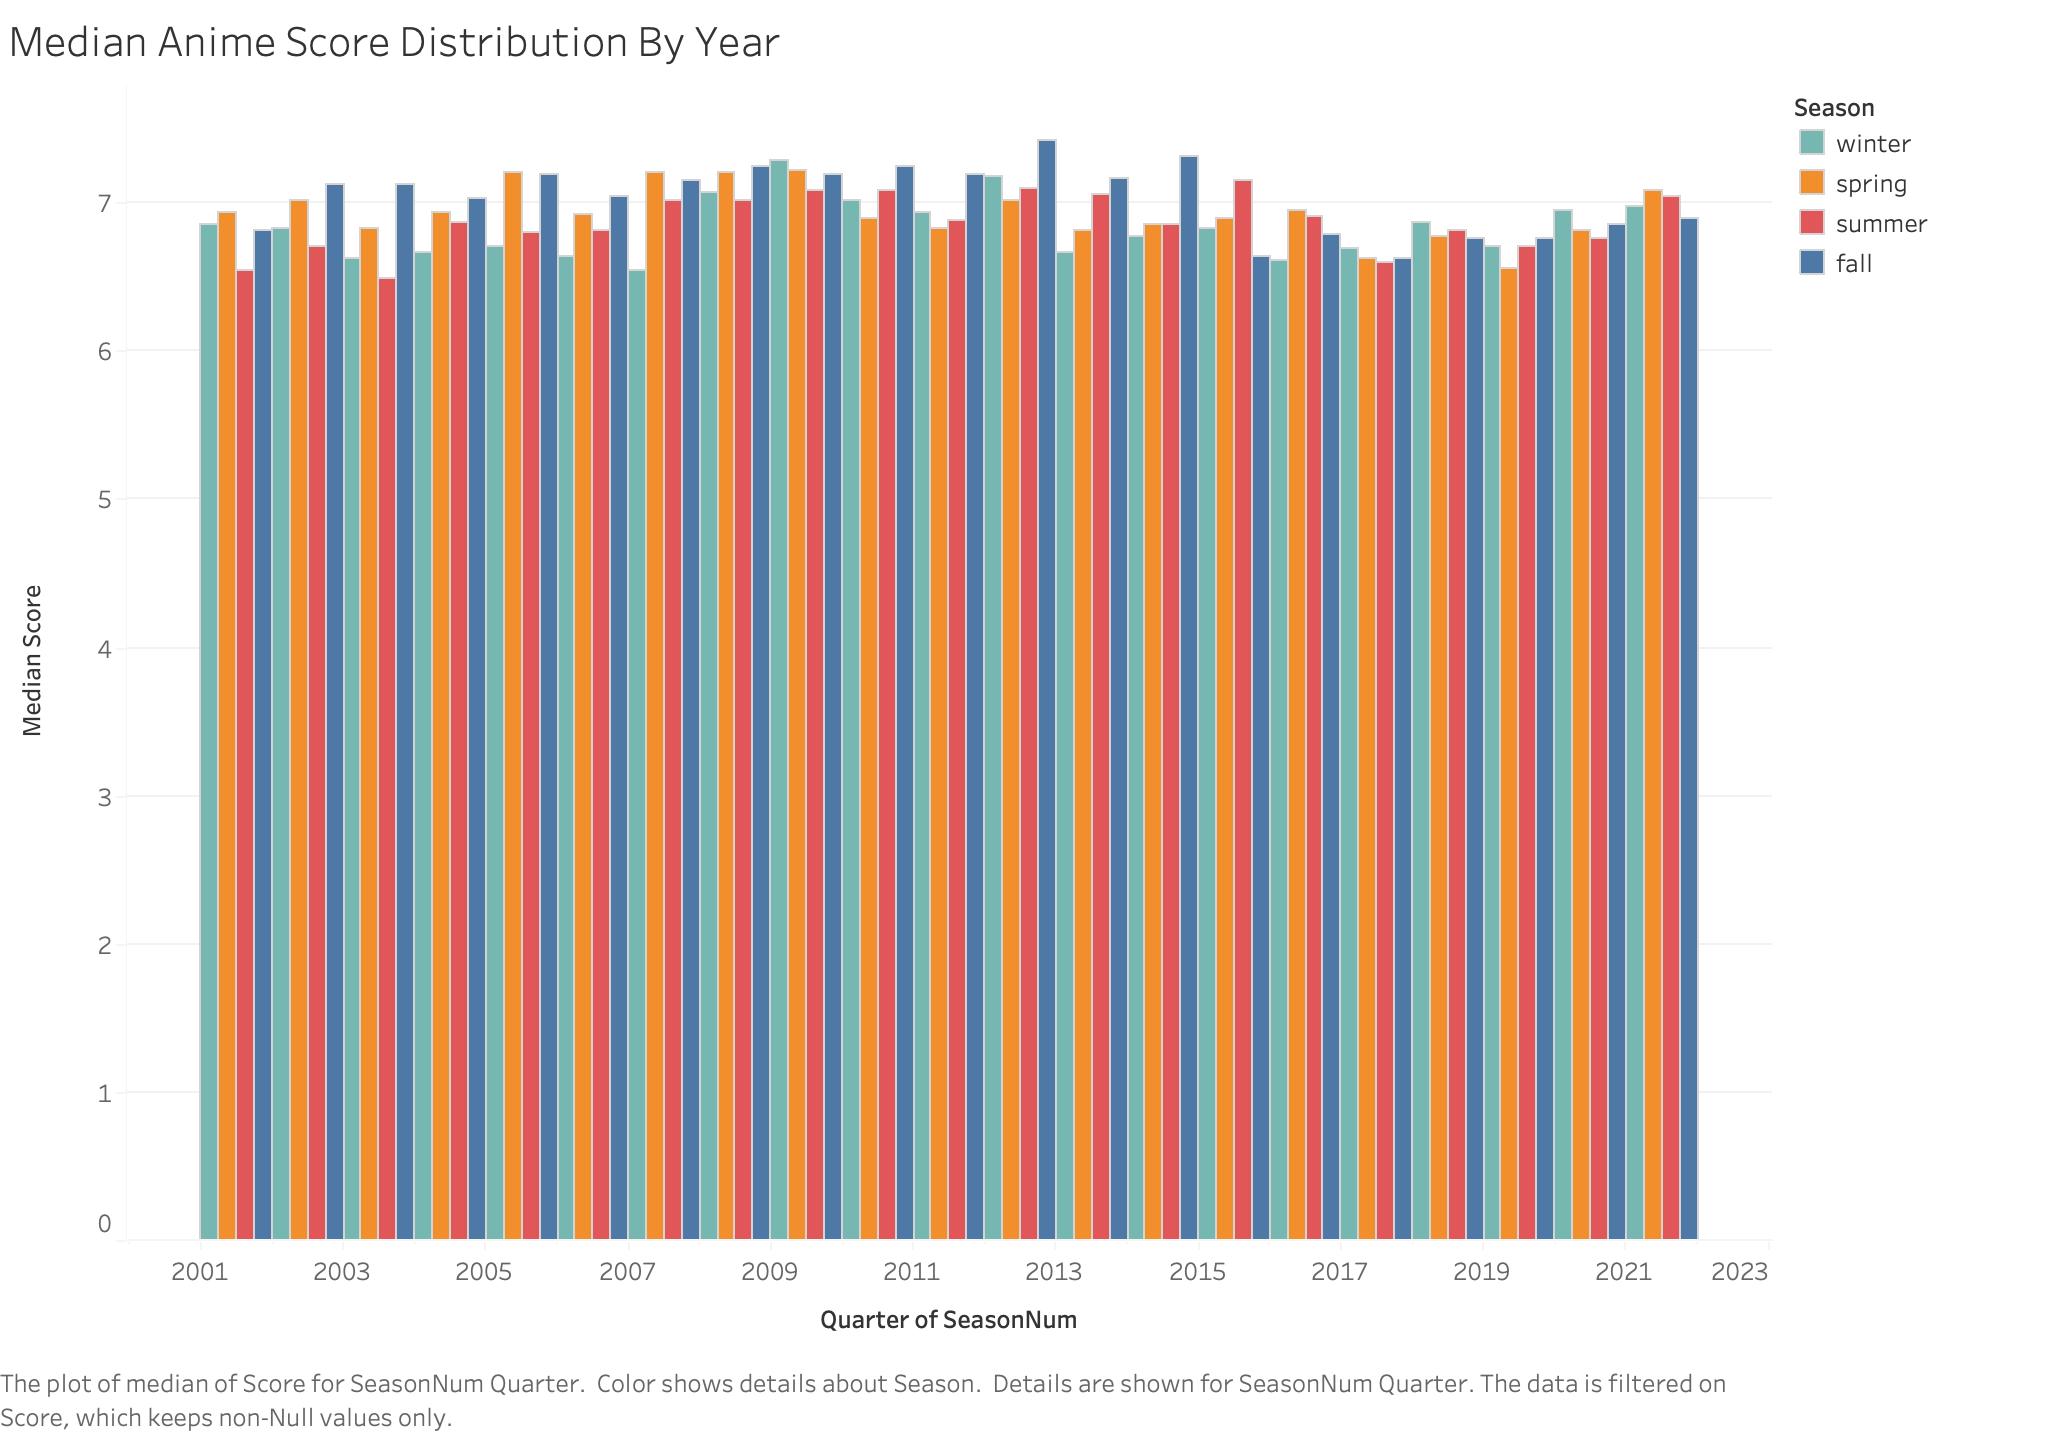 Median Anime Score Distribution By Year
Season
winter
spring
summer
fall
Median Score
7
6
5
4
3
2
1
0
2001 2003 2005 2007 2009 2011 2013 2015 2017 2019 2021 2023
Quarter of SeasonNum
The plot of median of Score for SeasonNum Quarter.  Color shows details about Season.  Details are shown for SeasonNum Quarter. The data is filtered on
Score, which keeps non-Null values only.